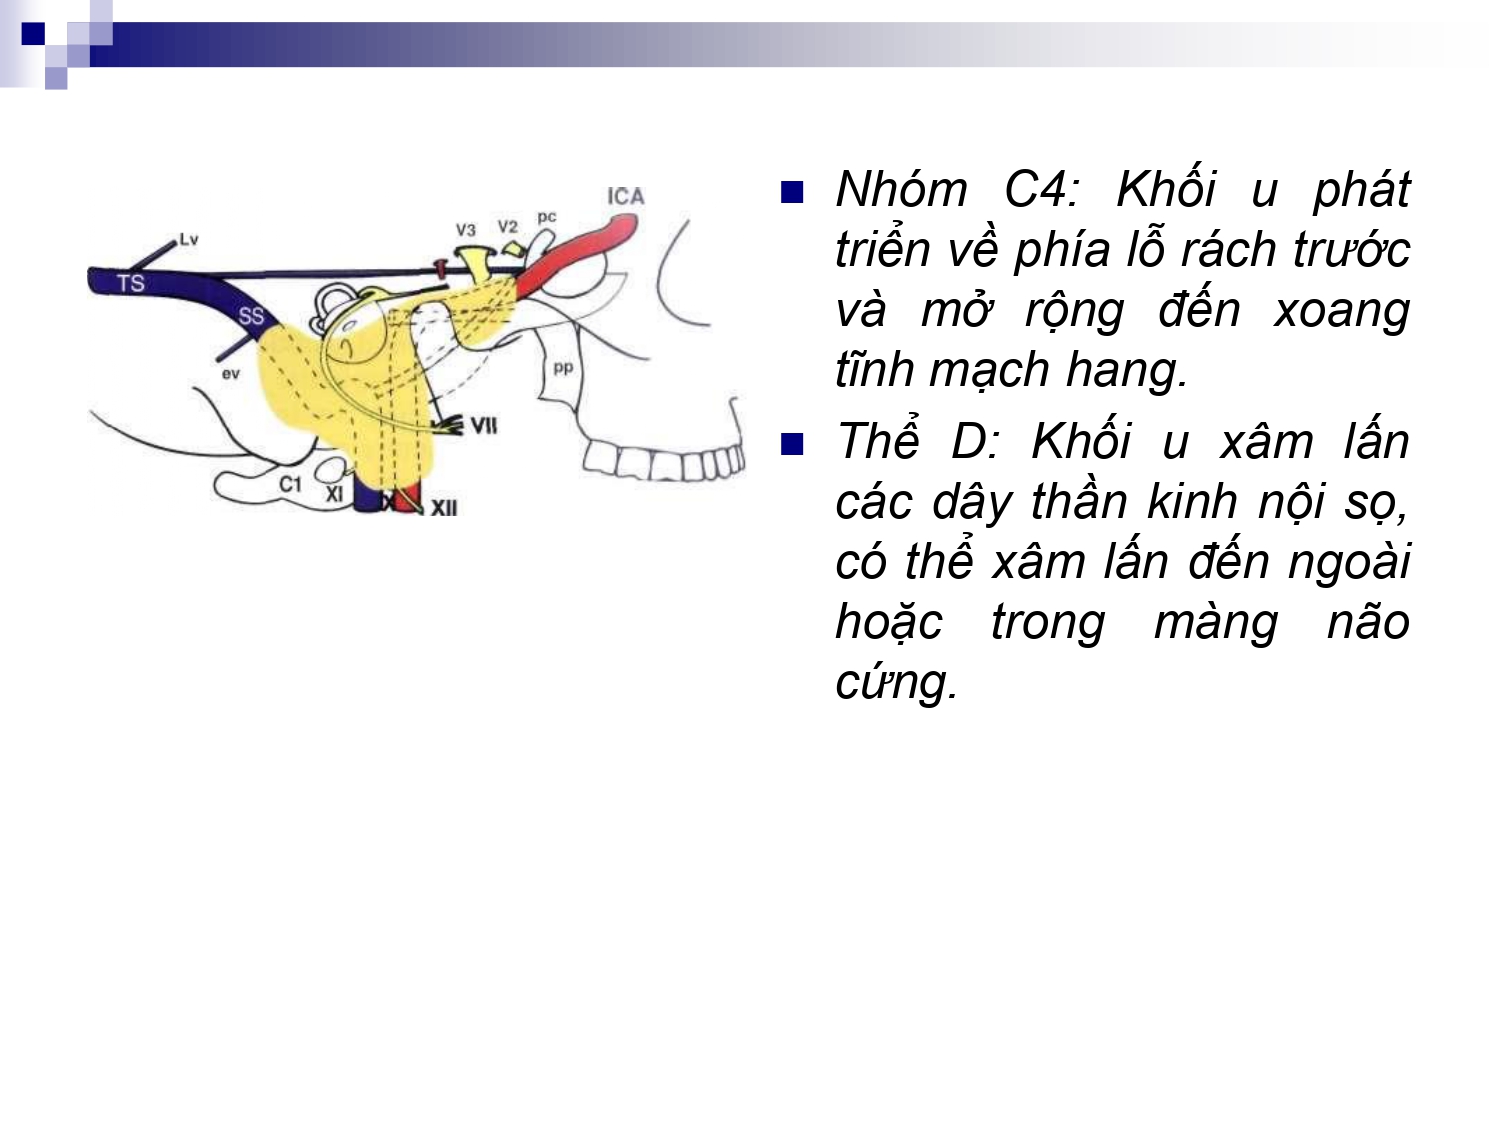 ICA
pc
V3 V2
Lv
TS
SS
ev
pp
VII
C1
XI
X
XII
Nhóm C4: Khối u phát
triển về phía lỗ rách trước
và mở rộng đến xoang
tĩnh mạch hang.
Thể D: Khối u xâm lấn
các dây thần kinh nội sọ,
có thể xâm lấn đến ngoài
hoặc trong màng não
cứng.